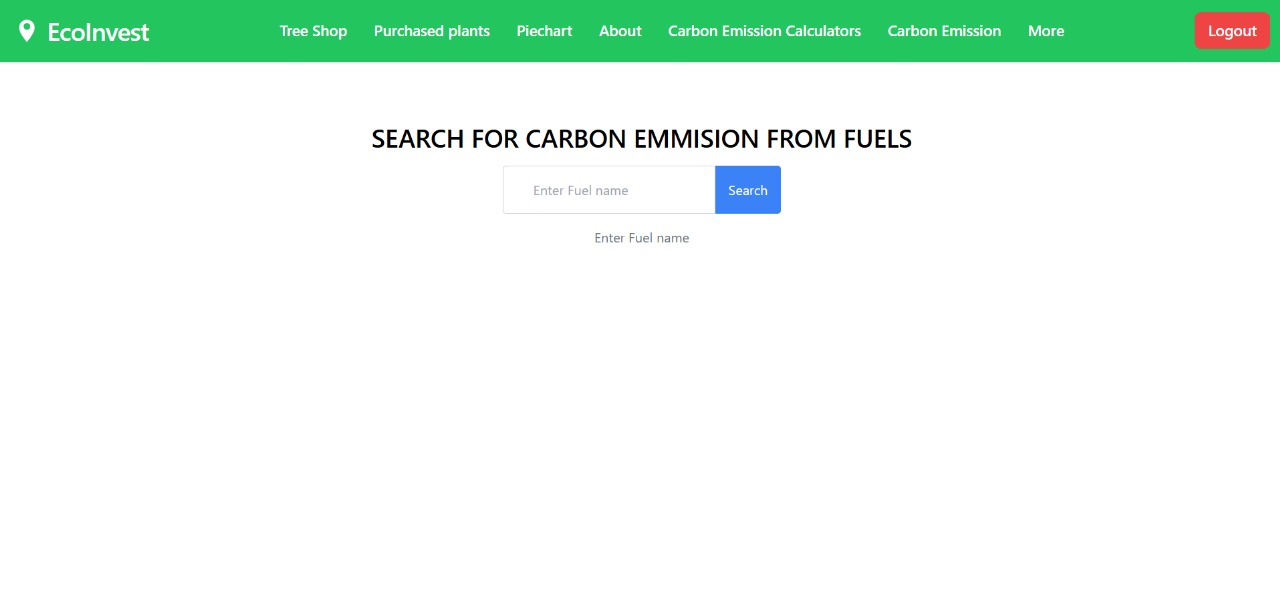 EcoInvest Tree Shop Purchased plants Piechart About Carbon Emission Calculators Carbon Emission More Logout
SEARCH FOR CARBON EMMISION FROM FUELS
Enter Fuel name Search
Enter Fuel name